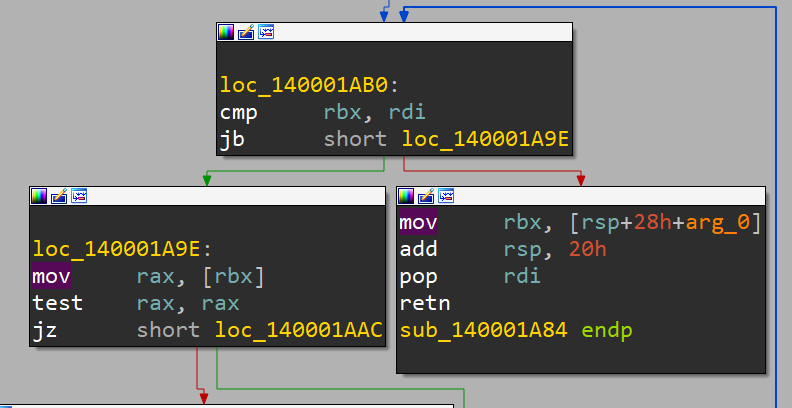 loc_140001AB0:
cmp rbx, rdi
jb short loc_140001A9E
loc_140001A9E:
mov rax, [rbx]
test rax, rax
jz short loc_140001AAC
mov rbx, [rsp+28h+arg_0]
add rsp, 20h
pop rdi
retn
sub_140001A84 endp